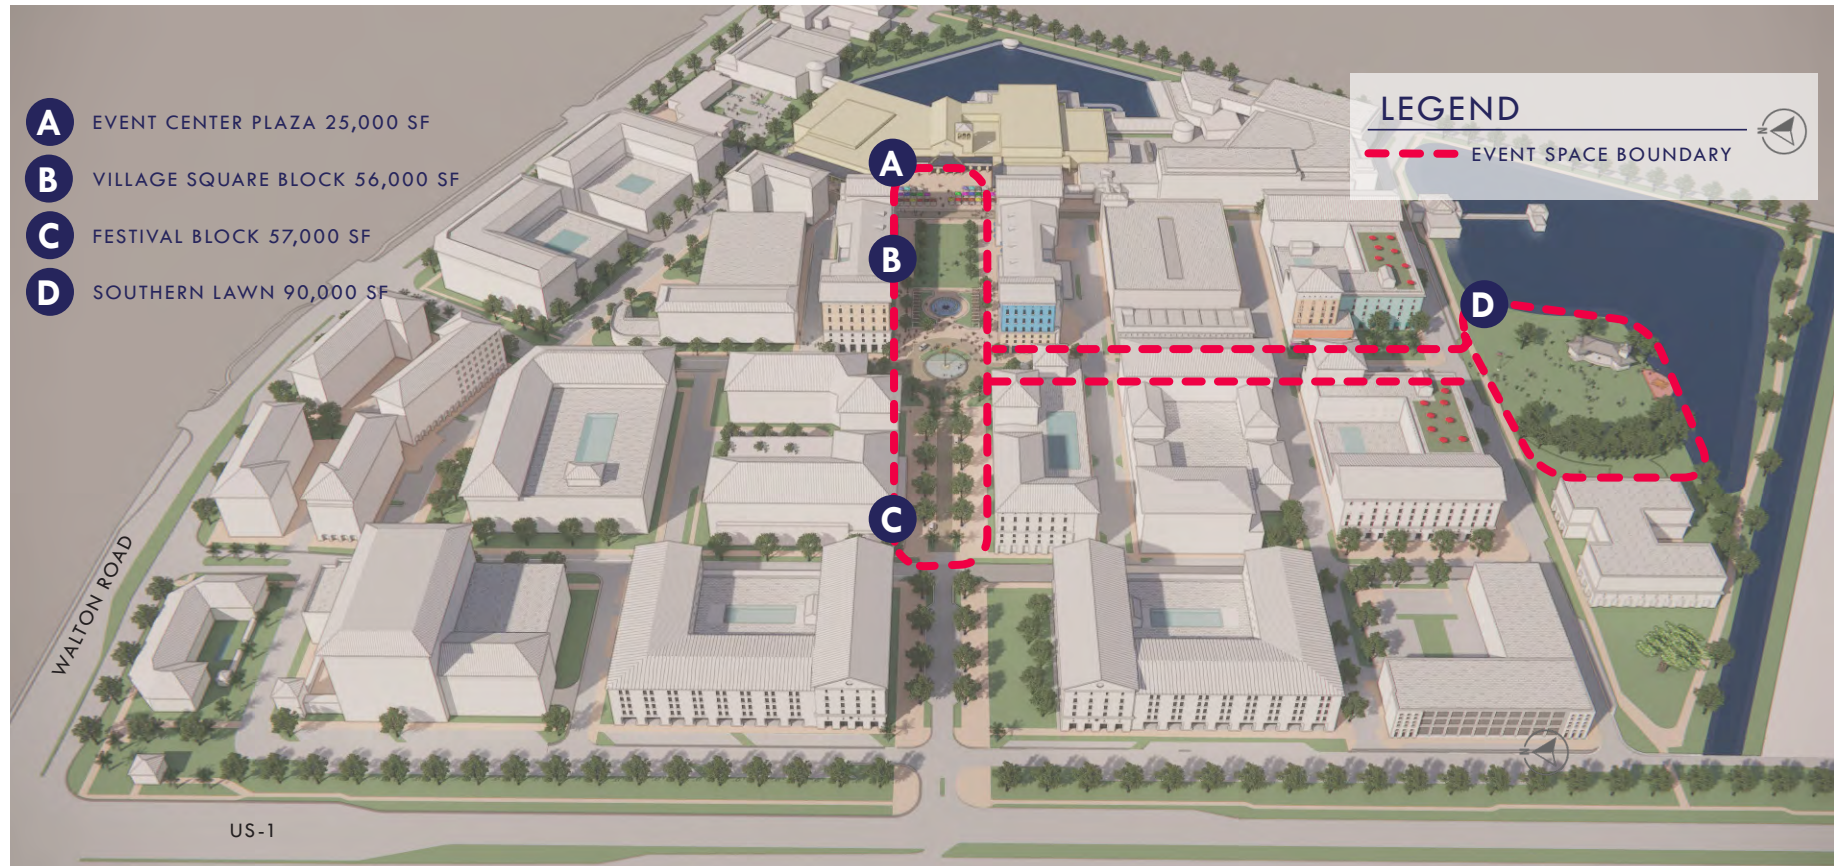 A EVENT CENTER PLAZA 25,000 SF
B VILLAGE SQUARE BLOCK 56,000 SF
C FESTIVAL BLOCK 57,000 SF
D SOUTHERN LAWN 90,000 SF
LEGEND
N
EVENT SPACE BOUNDARY
A
B
D
C
WALTON ROAD
N
US-1